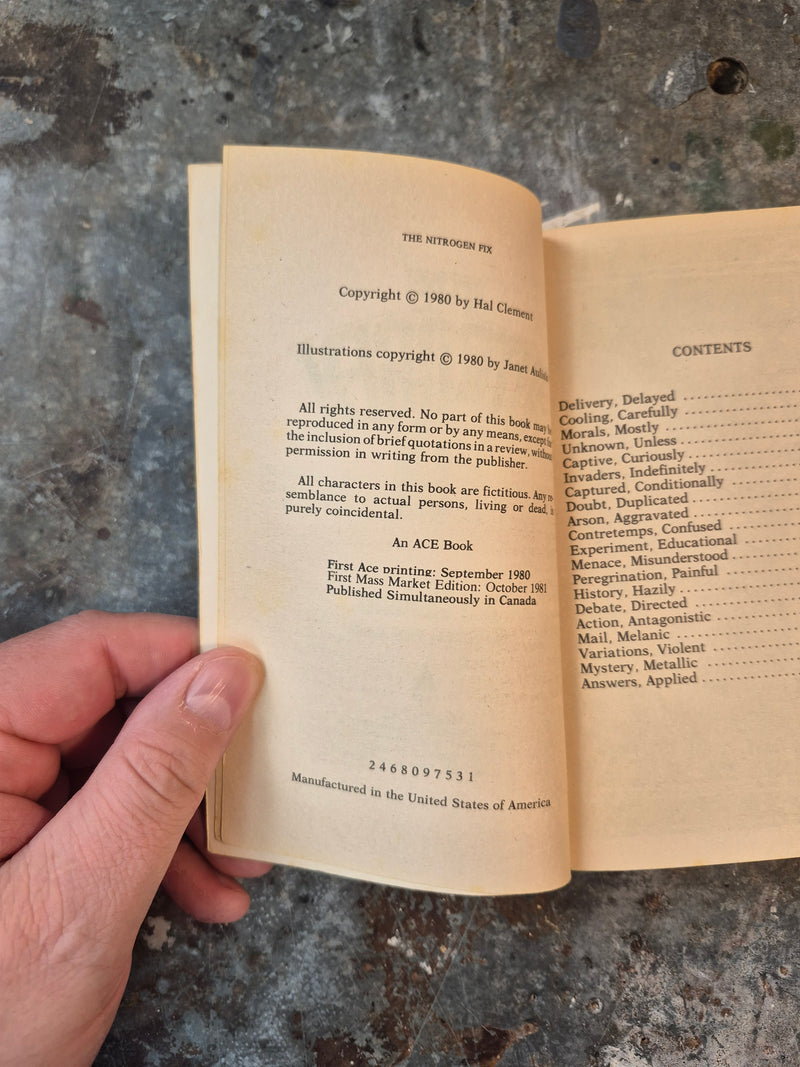 THE NITROGEN FIX
Copyright © 1980 by Hal Clement
Illustrations copyright © 1980 by Janet
All rights reserved. No part of this book may
reproduced in any form or by any means, except
the inclusion of brief quotations in a review, without
permission in writing from the publisher.
All characters in this book are fictitious. Any re-
semblance to actual persons, living or dead,
purely coincidental.
An ACE Book
First Ace printing: September 1980
First Mass Market Edition: October 1981
Published Simultaneously in Canada
2 4 6 8 0 9 7 5 3 1
Manufactured in the United States of America
CONTENTS
Delivery, Delayed
Cooling, Carefully
Morals, Mostly
Unknown, Unless
Captive, Curiously
Invaders, Indefinitely
Captured, Conditionally
Doubt, Duplicated
Arson, Aggravated
Contretemps, Confused
Experiment, Educational
Menace, Misunderstood
Peregrination, Painful
History, Hazily
Debate, Directed
Action, Antagonistic
Mail, Melanic
Variations, Violent
Mystery, Metallic
Answers, Applied